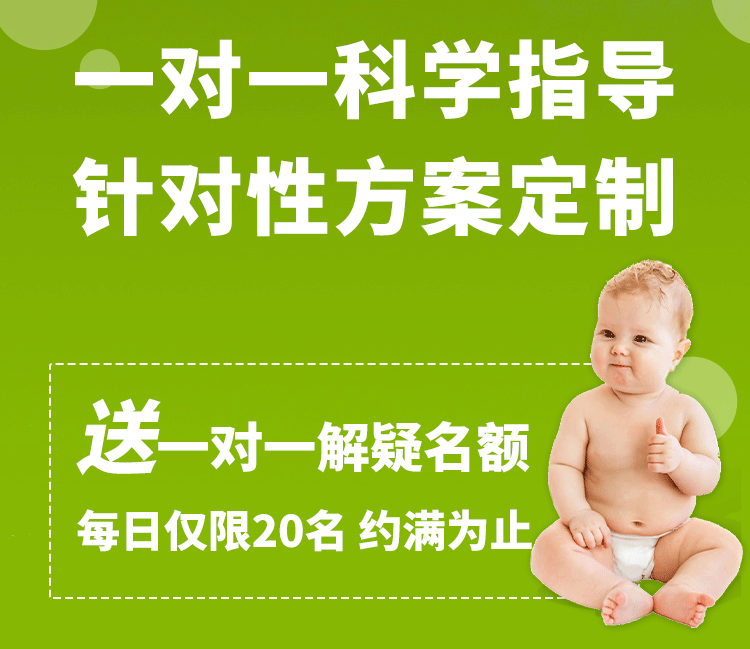 一对一科学指导
针对性方案定制
送一对一解疑名额
每日仅限20名 约满为止